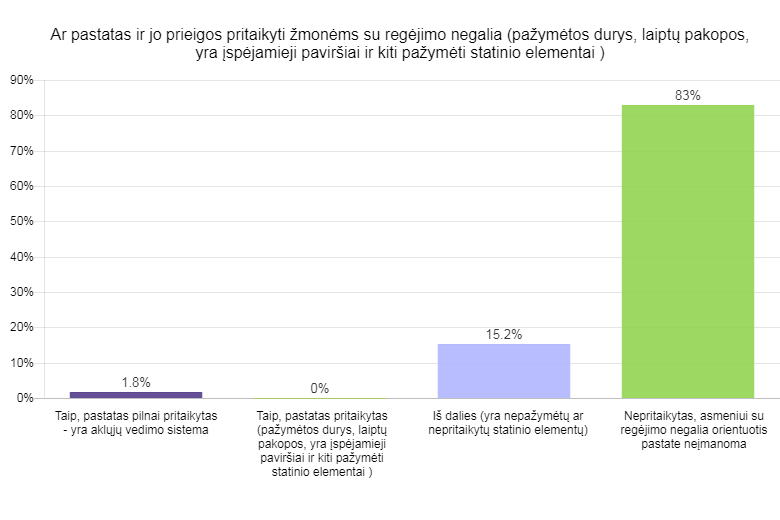 Ar pastatas ir jo prieigos pritaikyti žmonėms su regėjimo negalia (pažymėtos durys, laiptų pakopos,
yra įspėjamieji paviršiai ir kiti pažymėti statinio elementai )
90%
80%
70%
60%
50%
40%
30%
20%
10%
0%
1.8%
0%
15.2%
83%
Taip, pastatas pilnai pritaikytas
- yra aklųjų vedimo sistema
Taip, pastatas pritaikytas
(pažymėtos durys, laiptų
pakopos, yra įspėjamieji
paviršiai ir kiti pažymėti
statinio elementai )
Iš dalies (yra nepažymėtų ar
nepritaikytų statinio elementų)
Nepritaikytas, asmeniui su
regėjimo negalia orientuotis
pastate neįmanoma